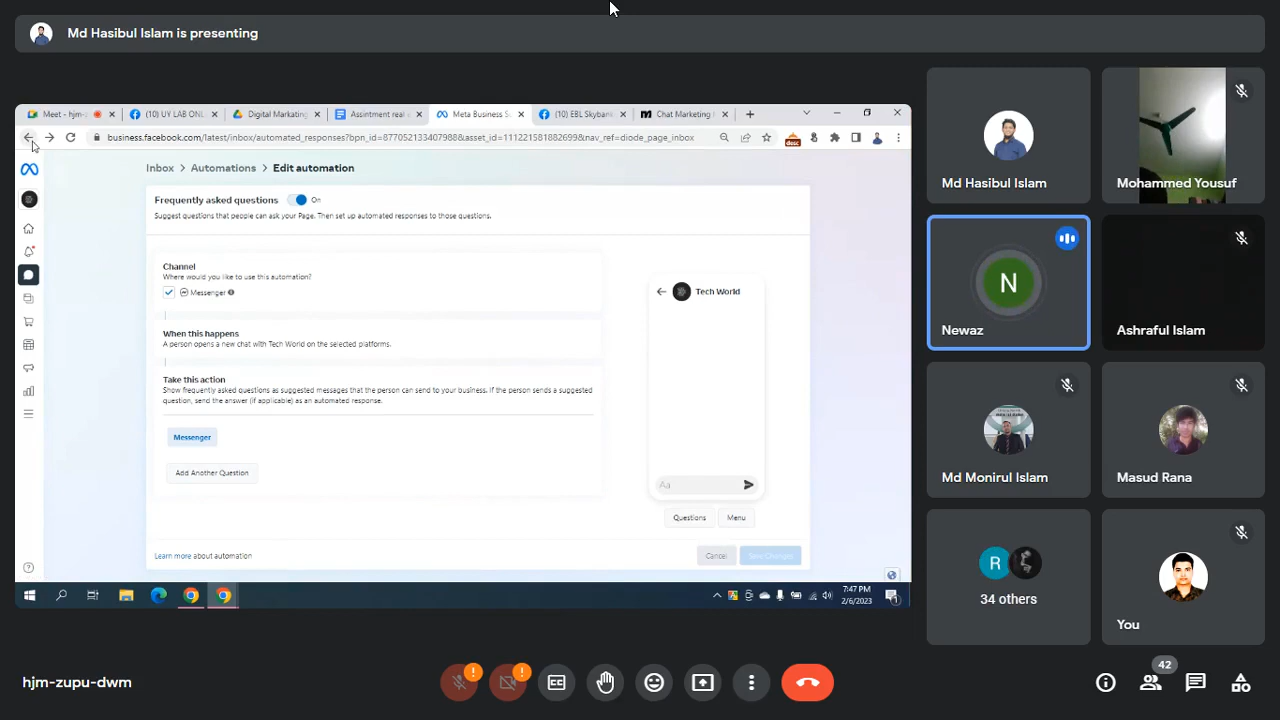 Md Hasibul Islam is presenting
Meet - hjm-
(10) UY LAB ONL
Digital Marketing
Assintment real
Meta Business Su
(10) EBL Skybank
Chat Marketing
business.facebook.com/latest/inbox/automated_responses?bpn_id=8770521334079888&asset_id=111221581882699&nav_ref=diode_page_inbox
desc
Inbox > Automations > Edit automation
Frequently asked questions On
Suggest questions that people can ask your Page. Then set up automated responses to those questions.
Channel
Where would you like to use this automation?
Messenger
When this happens
A person opens a new chat with Tech World on the selected platforms.
Take this action
Show frequently asked questions as suggested messages that the person can send to your business. If the person sends a suggested
question, send the answer (if applicable) as an automated response.
Messenger
Add Another Question
Tech World
Aa
Questions Menu
Learn more about automation
Cancel Save Changes
7:47 PM
2/6/2023
1
Md Hasibul Islam
Mohammed Yousuf
N
Newaz
Ashraful Islam
Md Monirul Islam
Masud Rana
R
34 others
You
hjm-zupu-dwm
CC
42